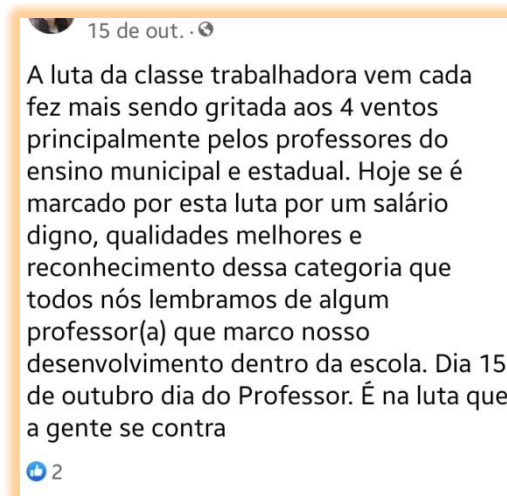 15 de out. ·
A luta da classe trabalhadora vem cada
fez mais sendo gritada aos 4 ventos
principalmente pelos professores do
ensino municipal e estadual. Hoje se é
marcado por esta luta por um salário
digno, qualidades melhores e
reconhecimento dessa categoria que
todos nós lembramos de algum
professor(a) que marco nosso
desenvolvimento dentro da escola. Dia 15
de outubro dia do Professor. É na luta que
a gente se contra
2